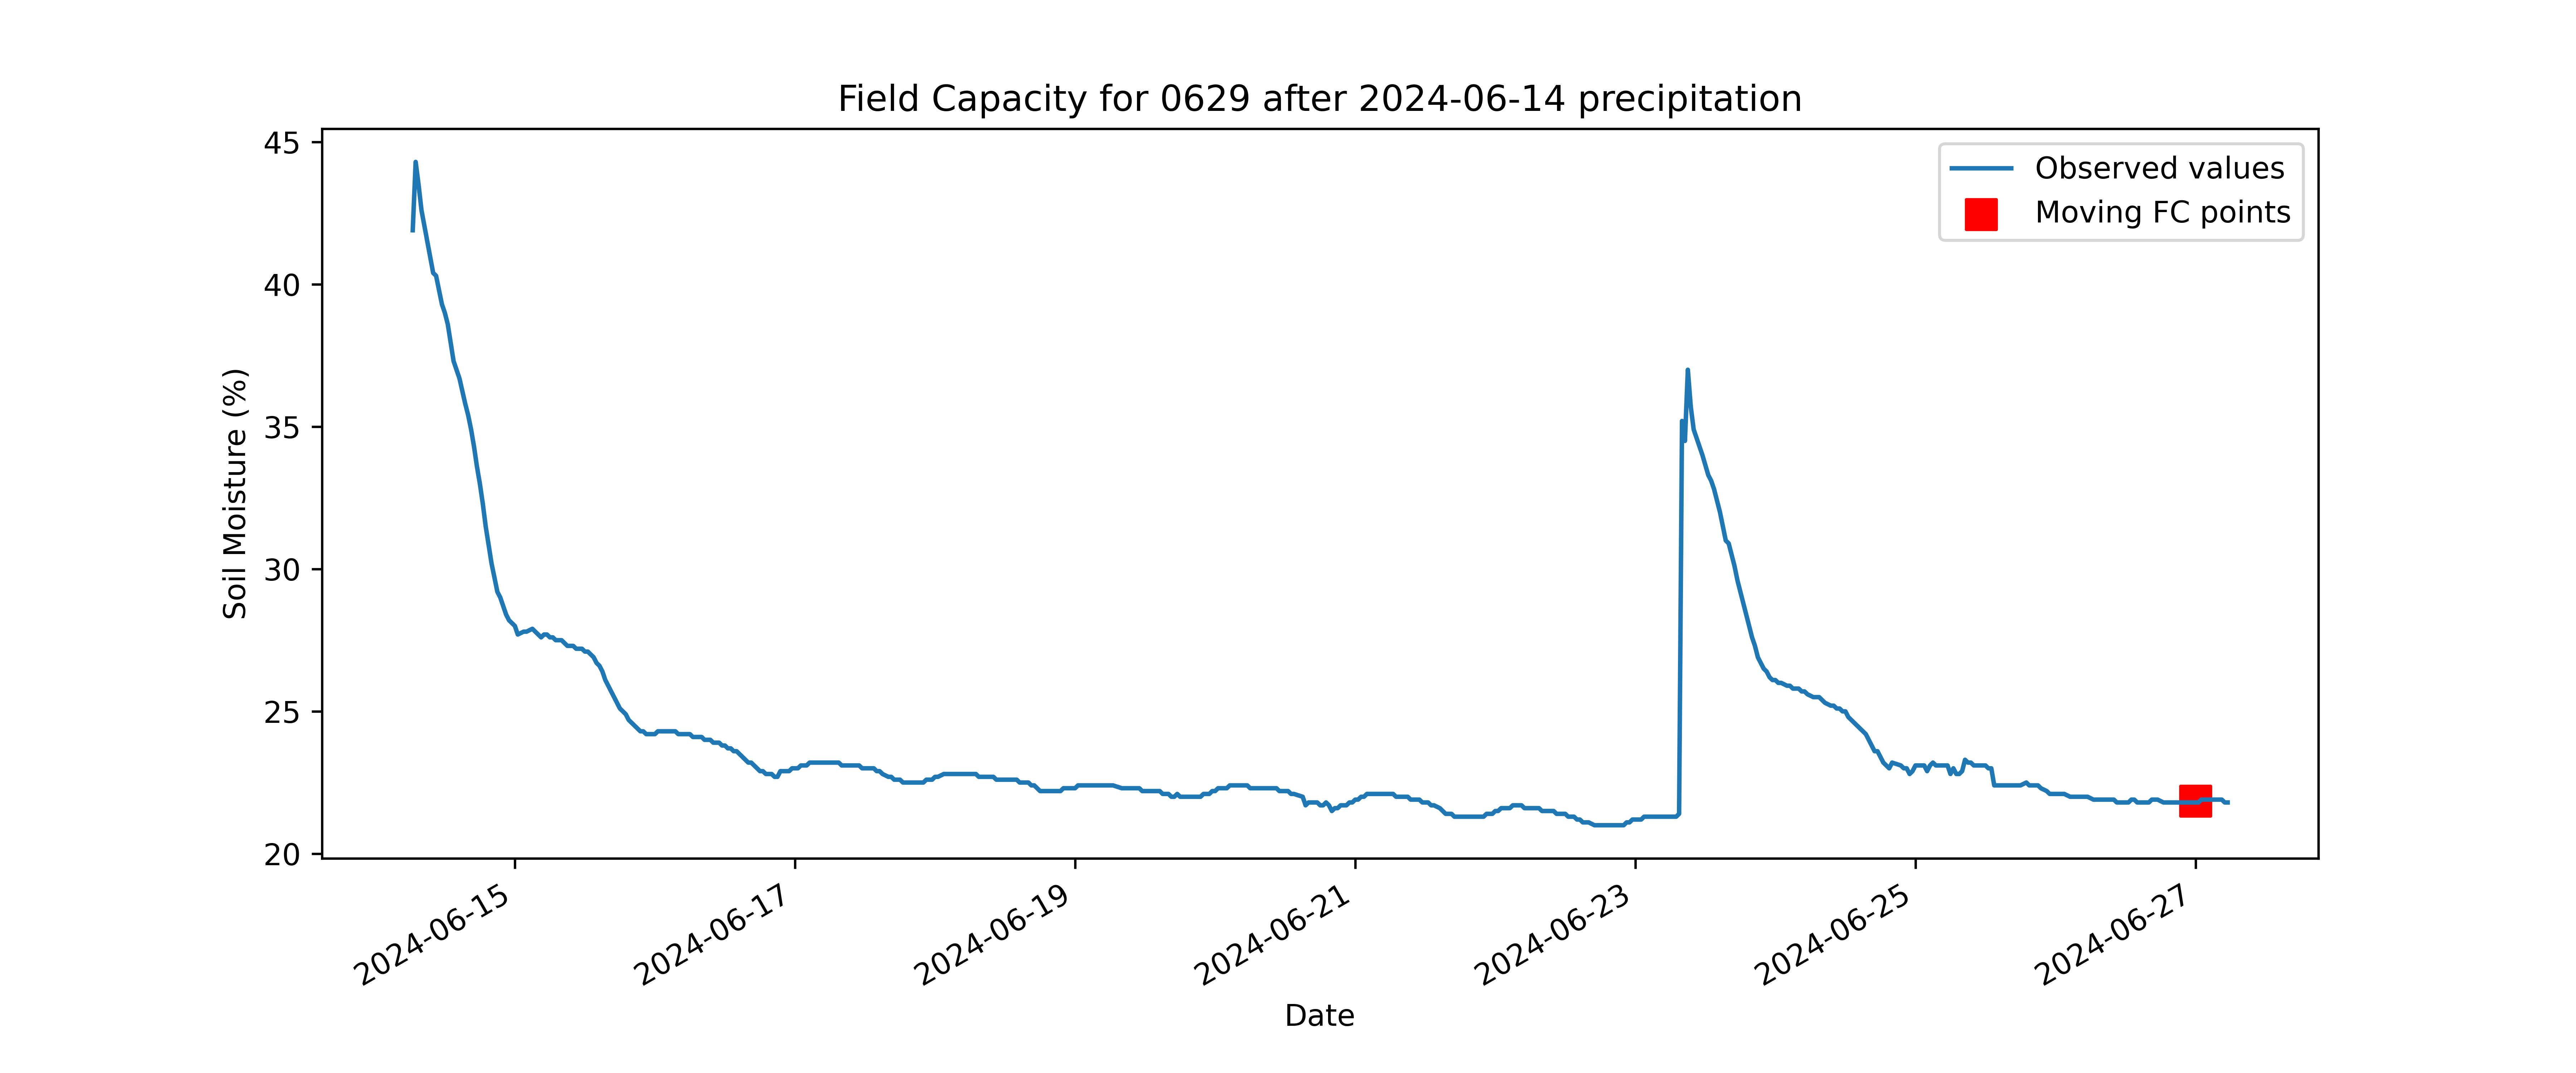 Field Capacity for 0629 after 2024-06-14 precipitation
Observed values
Moving FC points
Soil Moisture (%)
45
40
35
30
25
20
2024-06-15
2024-06-17
2024-06-19
2024-06-21
2024-06-23
2024-06-25
2024-06-27
Date